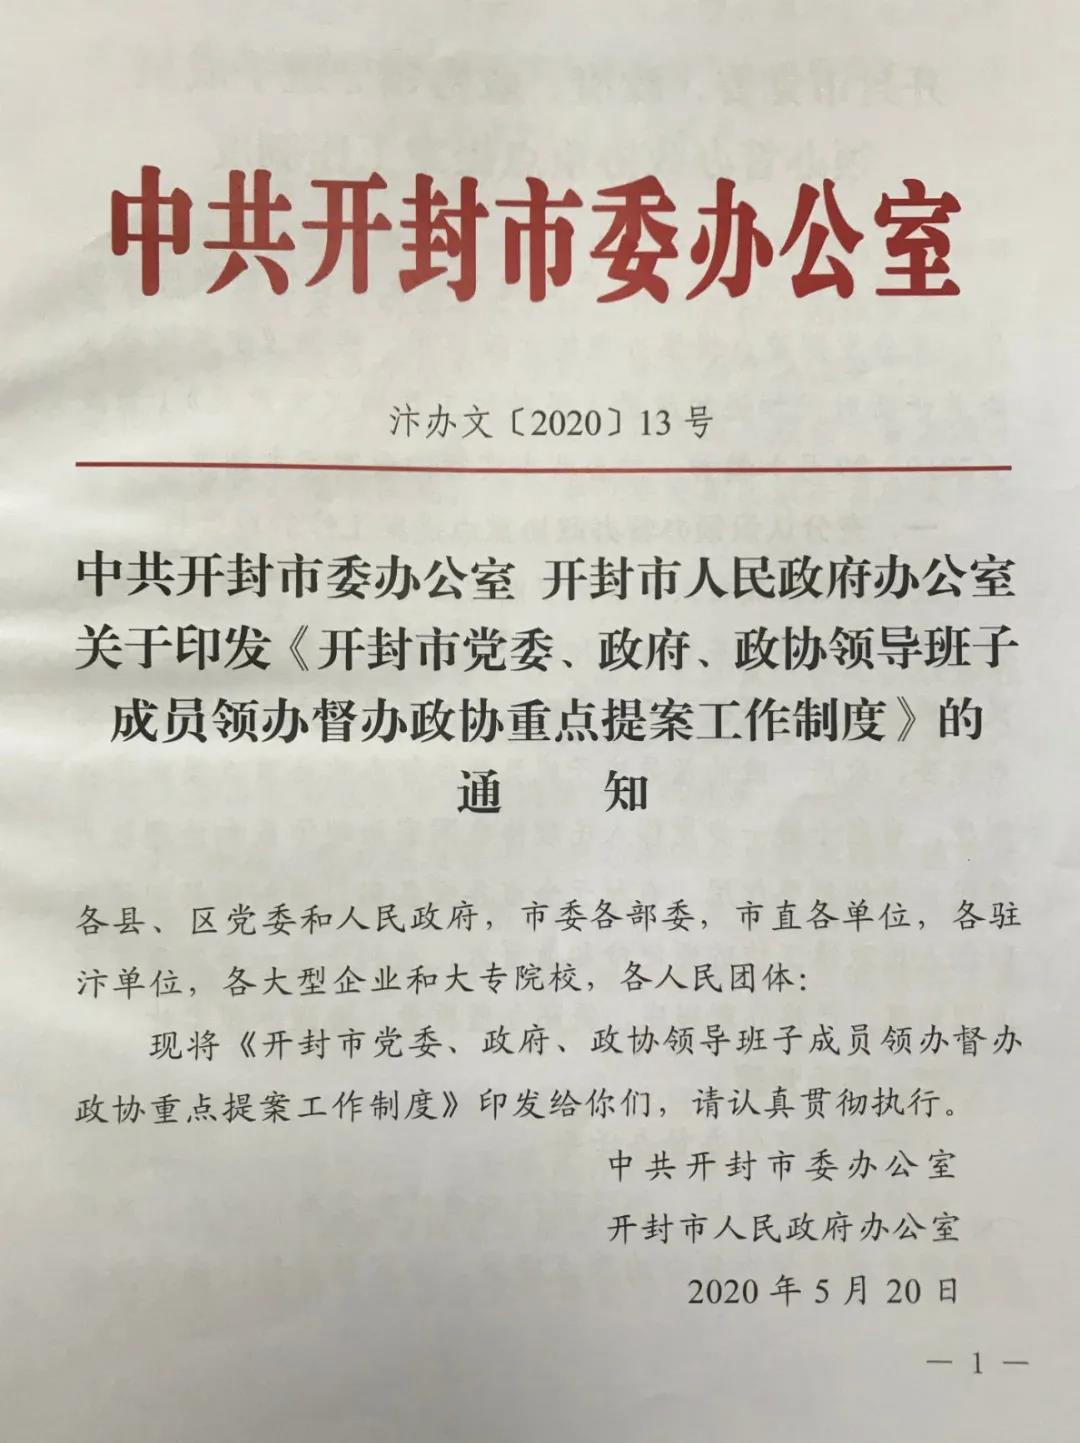 中共开封市委办公室
汴办文〔2020〕13号
中共开封市委办公室 开封市人民政府办公室
关于印发《开封市党委、政府、政协领导班子
成员领办督办政协重点提案工作制度》的
通 知
各县、区党委和人民政府，市委各部委，市直各单位，各驻
汴单位，各大型企业和大专院校，各人民团体：
现将《开封市党委、政府、政协领导班子成员领办督办
政协重点提案工作制度》印发给你们，请认真贯彻执行。
中共开封市委办公室
开封市人民政府办公室
2020年5月20日
— 1 —